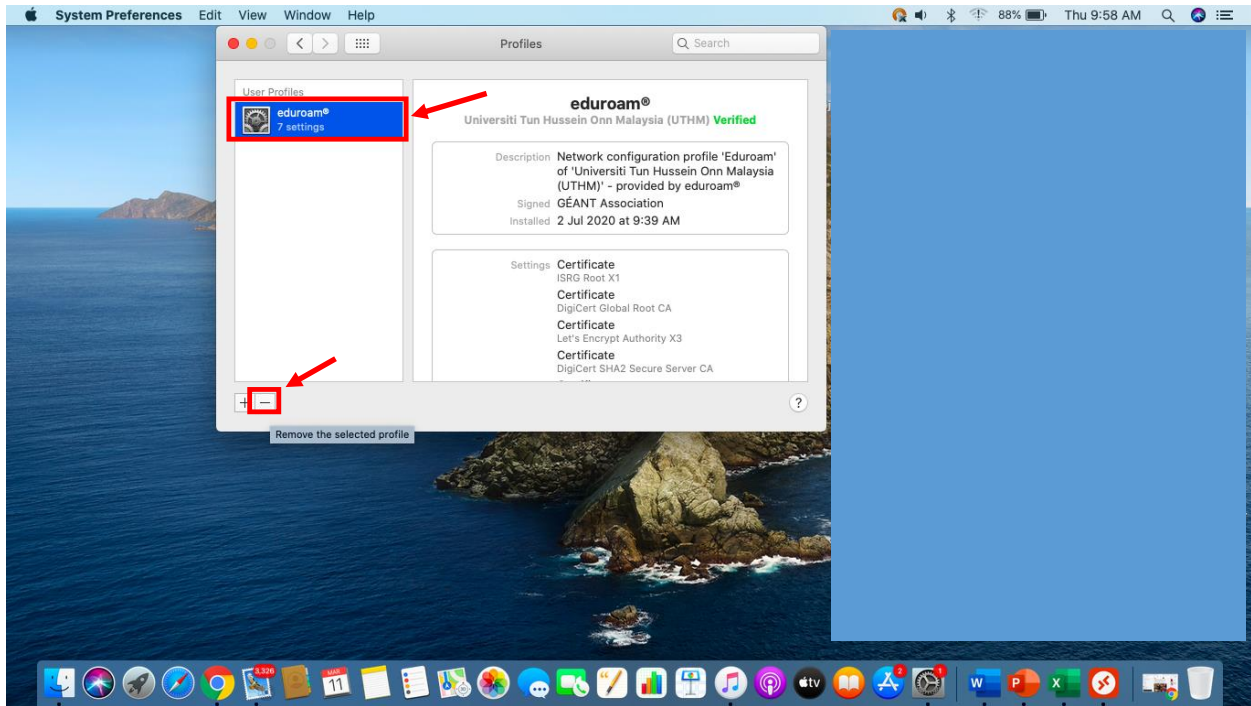 System Preferences Edit View Window Help
88% Thu 9:58 AM
Profiles
Search
User Profiles
eduroam®
7 settings
eduroam®
Universiti Tun Hussein Onn Malaysia (UTHM) Verified
Description Network configuration profile 'Eduroam'
of 'Universiti Tun Hussein Onn Malaysia
(UTHM)' - provided by eduroam®
Signed GÉANT Association
Installed 2 Jul 2020 at 9:39 AM
Settings Certificate
ISRG Root X1
Certificate
DigiCert Global Root CA
Certificate
Let's Encrypt Authority X3
Certificate
DigiCert SHA2 Secure Server CA
+ −
?
Remove the selected profile
3,326
MAR
11
tv
2
1
W
P
X